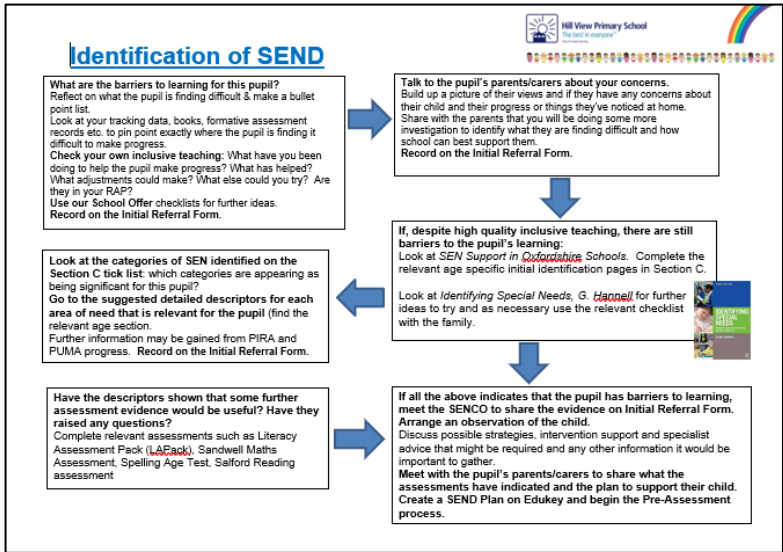 Hill View Primary School
The best in everyone
Identification of SEND
What are the barriers to learning for this pupil?
Reflect on what the pupil is finding difficult & make a bullet
point list.
Look at your tracking data, books, formative assessment
records etc. to pin point exactly where the pupil is finding it
difficult to make progress.
Check your own inclusive teaching: What have you been
doing to help the pupil make progress? What has helped?
What adjustments could make? What else could you try?  Are
they in your RAP?
Use our School Offer checklists for further ideas.
Record on the Initial Referral Form.
Talk to the pupil's parents/carers about your concerns.
Build up a picture of their views and if they have any concerns about
their child and their progress or things they've noticed at home.
Share with the parents that you will be doing some more
investigation to identify what they are finding difficult and how
school can best support them.
Record on the Initial Referral Form.
If, despite high quality inclusive teaching, there are still
barriers to the pupil's learning:
Look at SEN Support in Oxfordshire Schools.  Complete the
relevant age specific initial identification pages in Section C.
Look at Identifying Special Needs, G. Hannell for further
ideas to try and as necessary use the relevant checklist
with the family.
IDENTIFYING
SPECIAL
NEEDS
Look at the categories of SEN identified on the
Section C tick list: which categories are appearing as
being significant for this pupil?
Go to the suggested detailed descriptors for each
area of need that is relevant for the pupil (find the
relevant age section.
Further information may be gained from PIRA and
PUMA progress.  Record on the Initial Referral Form.
Have the descriptors shown that some further
assessment evidence would be useful? Have they
raised any questions?
Complete relevant assessments such as Literacy
Assessment Pack (LAPack), Sandwell Maths
Assessment, Spelling Age Test, Salford Reading
assessment
If all the above indicates that the pupil has barriers to learning,
meet the SENCO to share the evidence on Initial Referral Form.
Arrange an observation of the child.
Discuss possible strategies, intervention support and specialist
advice that might be required and any other information it would be
important to gather.
Meet with the pupil's parents/carers to share what the
assessments have indicated and the plan to support their child.
Create a SEND Plan on Edukey and begin the Pre-Assessment
process.